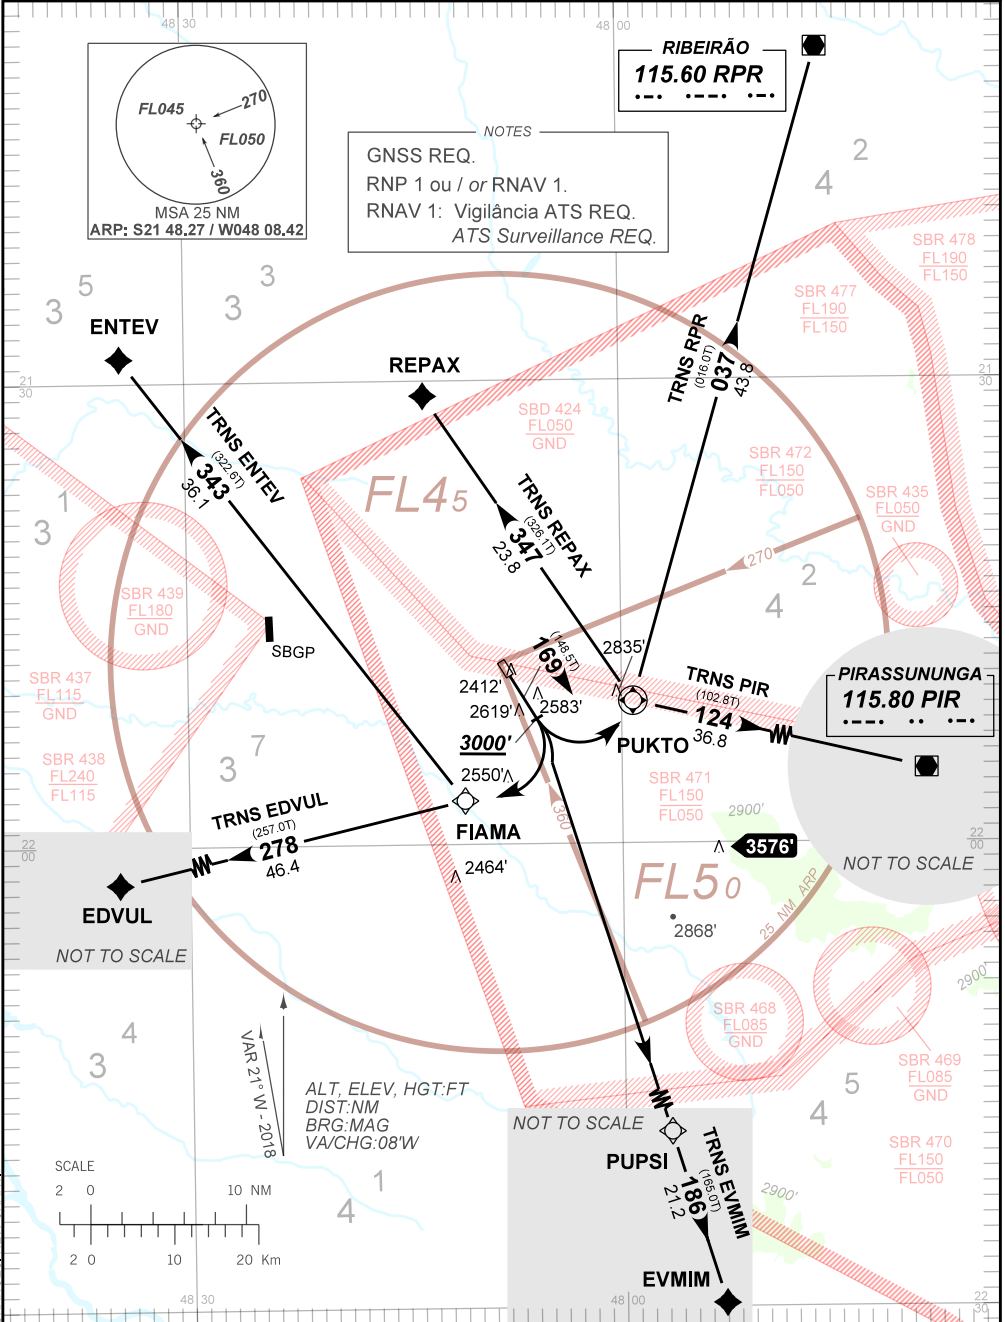 48 30
48 00
FL045
270
FL050
360
MSA 25 NM
ARP: S21 48.27 / W048 08.42
NOTES
GNSS REQ.
RNP 1 ou / or RNAV 1.
RNAV 1: Vigilância ATS REQ.
ATS Surveillance REQ.
RIBEIRÃO
115.60 RPR
2
4
SBR 478
FL190
FL150
SBR 477
FL190
FL150
3 5
3 3
ENTEV
REPAX
21
30
21
30
TRNS RPR
(016.0T)
037
43.8
TRNS ENTEV
(322.6T)
343
36.1
SBD 424
FL050
GND
SBR 472
FL150
FL050
SBR 435
FL050
GND
FL45
TRNS REPAX
(326.1T)
347
23.8
3 1
270
2
4
SBR 439
FL180
GND
SBGP
(148.5T)
169
2835'
2412'
2583'
2619'
3000'
2550'
PUKTO
TRNS PIR
(102.8T)
124
36.8
PIRASSUNUNGA
115.80 PIR
NOT TO SCALE
SBR 437
FL115
GND
SBR 438
FL240
FL115
3 7
FIAMA
TRNS EDVUL
(257.0T)
278
46.4
22
00
22
00
EDVUL
NOT TO SCALE
2464'
360
SBR 471
FL150
FL050
2900'
3576'
FL50
2868'
25 NM ARP
2900'
SBR 468
FL085
GND
SBR 469
FL085
GND
3 4
VAR 21° W - 2018
ALT, ELEV, HGT:FT
DIST:NM
BRG:MAG
VA/CHG:08'W
NOT TO SCALE
PUPSI
TRNS EVMIM
(165.0T)
186
21.2
EVMIM
4 5
SBR 470
FL150
FL050
2900'
4 1
SCALE
2 0 10 NM
2 0 10 20 Km
48 30
48 00
22
30